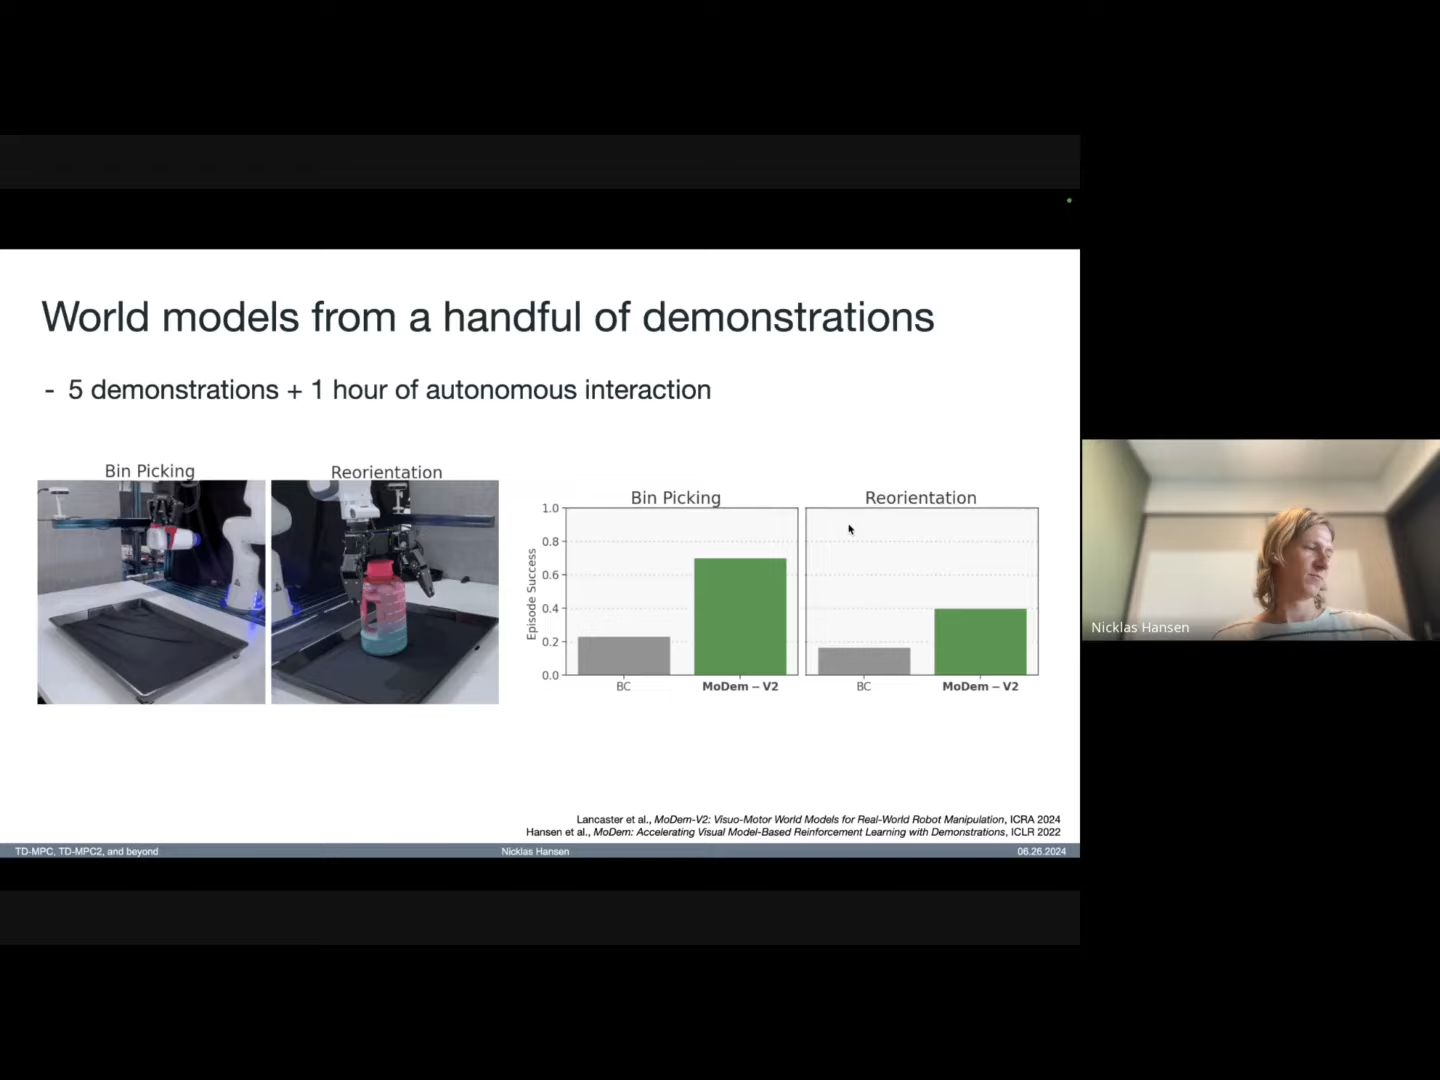 World models from a handful of demonstrations
- 5 demonstrations + 1 hour of autonomous interaction
Bin Picking
Reorientation
Bin Picking
Reorientation
Episode Success
1.0
0.8
0.6
0.4
0.2
0.0
BC
MoDem – V2
BC
MoDem – V2
Nicklas Hansen
Lancaster et al., MoDem-V2: Visuo-Motor World Models for Real-World Robot Manipulation, ICRA 2024
Hansen et al., MoDem: Accelerating Visual Model-Based Reinforcement Learning with Demonstrations, ICLR 2022
TD-MPC, TD-MPC2, and beyond
Nicklas Hansen
06.26.2024